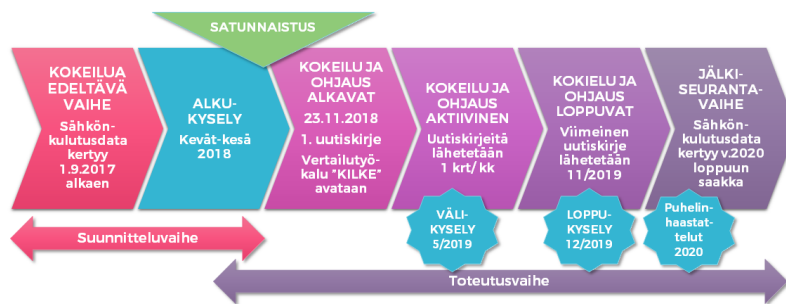 SATUNNAISTUS
KOKEILUA
EDELTÄVÄ
VAIHE
Sähkön-
kulutusdata
kertyy
1.9.2017
alkaen
ALKU-
KYSELY
Kevät-kesä
2018
KOKEILU JA
OHJAUS
ALKAVAT
23.11.2018
1. uutiskirje
Vertailutyö-
kalu "KILKE"
avataan
KOKEILU JA
OHJAUS
AKTIIVINEN
Uutiskirjeitä
lähetetään
1 krt/ kk
KOKIELU JA
OHJAUS
LOPPUVAT
Viimeinen
uutiskirje
lähetetään
11/2019
JÄLKI-
SEURANTA-
VAIHE
Sähkön-
kulutusdata
kertyy v.2020
loppuun
saakka
VÄLI-
KYSELY
5/2019
LOPPU-
KYSELY
12/2019
Puhelin-
haastat-
telut
2020
Suunnitteluvaihe
Toteutusvaihe